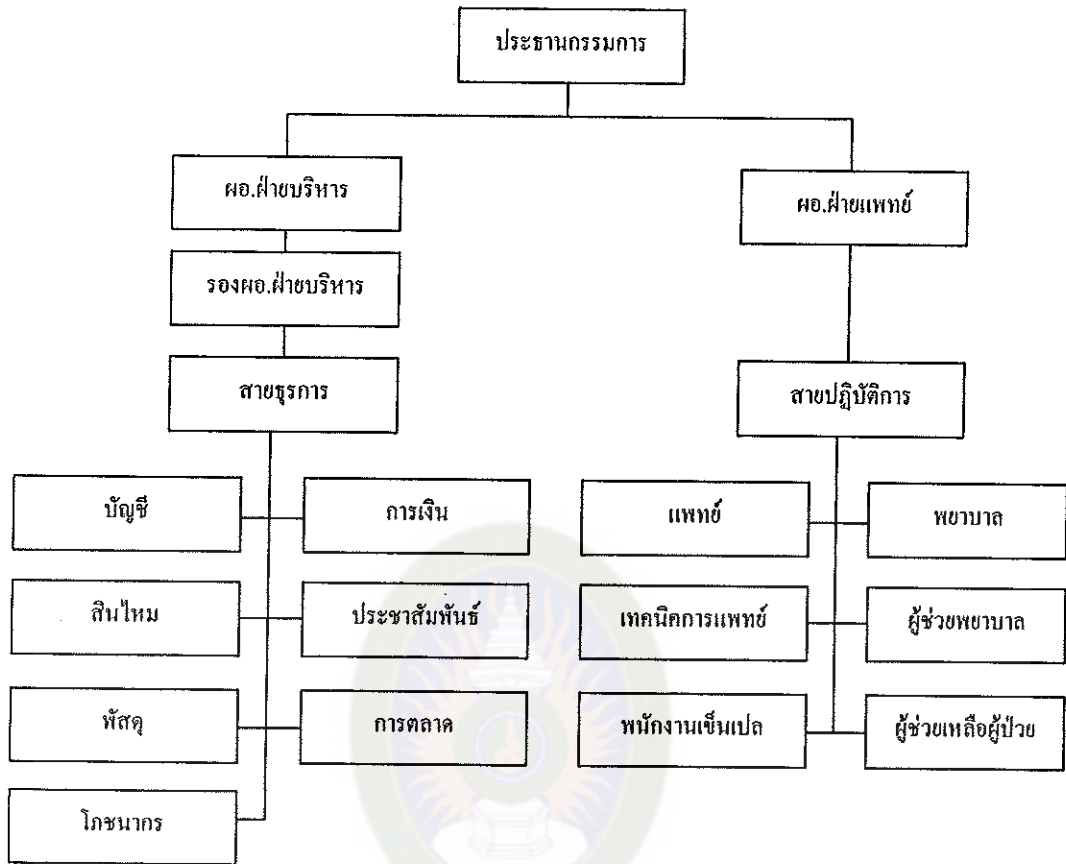 ประธานกรรมการ
ผอ.ฝ่ายบริหาร
ผอ.ฝ่ายแพทย์
รองผอ.ฝ่ายบริหาร
สายธุรการ
สายปฏิบัติการ
บัญชี
การเงิน
แพทย์
พยาบาล
สินไหม
ประชาสัมพันธ์
เทคนิคการแพทย์
ผู้ช่วยพยาบาล
พัสดุ
การตลาด
พนักงานเข็นเปล
ผู้ช่วยเหลือผู้ป่วย
โภชนากร